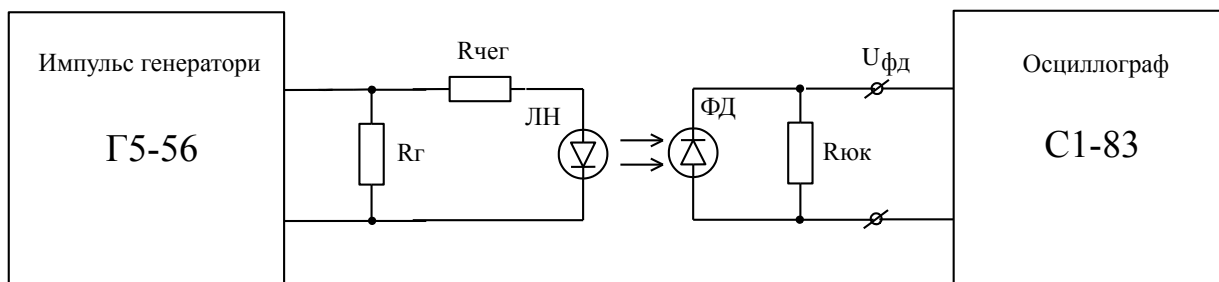 Импульс генератори
Г5-56
Rчег
Rг
ЛН
ФД
Rюк
Uфд
Осциллограф
С1-83